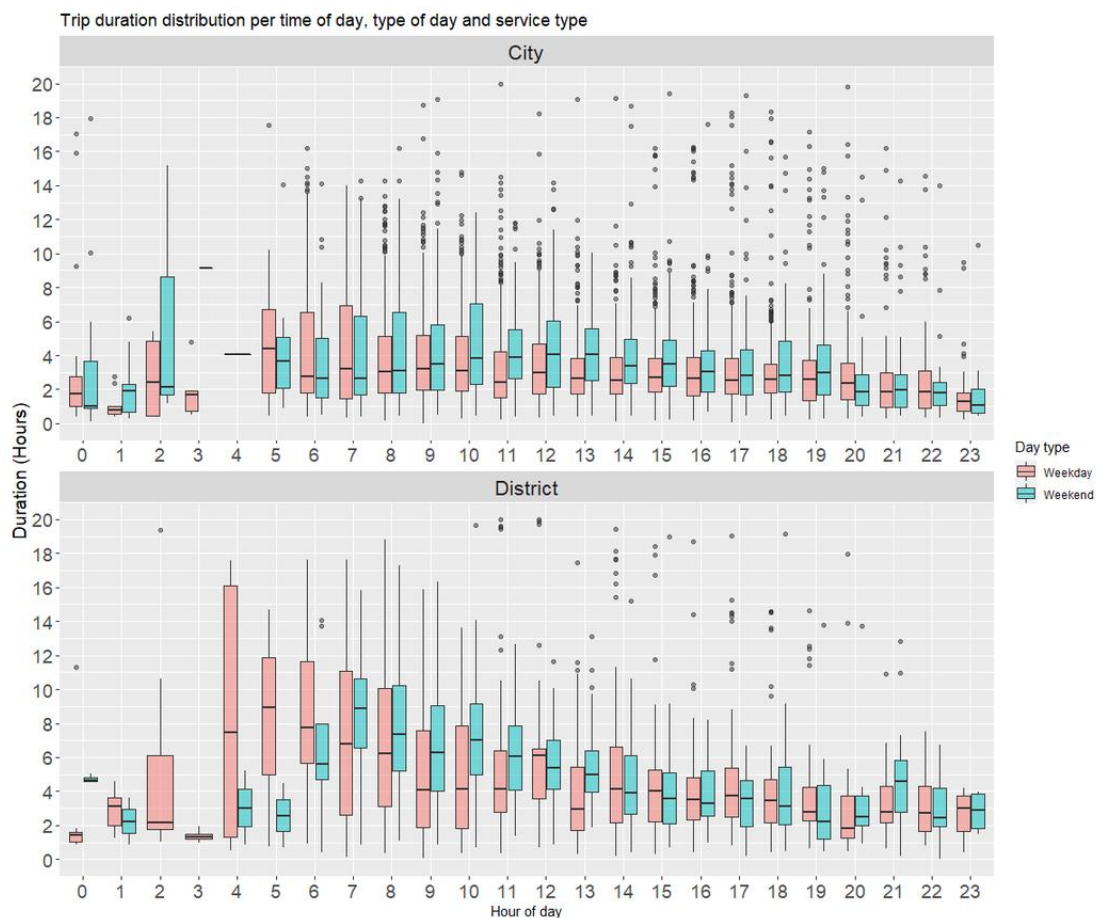 Trip duration distribution per time of day, type of day and service type
City
20
18
16
14
12
10
8
6
4
2
0
0 1 2 3 4 5 6 7 8 9 10 11 12 13 14 15 16 17 18 19 20 21 22 23
District
20
18
16
14
12
10
8
6
4
2
0
0 1 2 3 4 5 6 7 8 9 10 11 12 13 14 15 16 17 18 19 20 21 22 23
Duration (Hours)
Hour of day
Day type
Weekday
Weekend